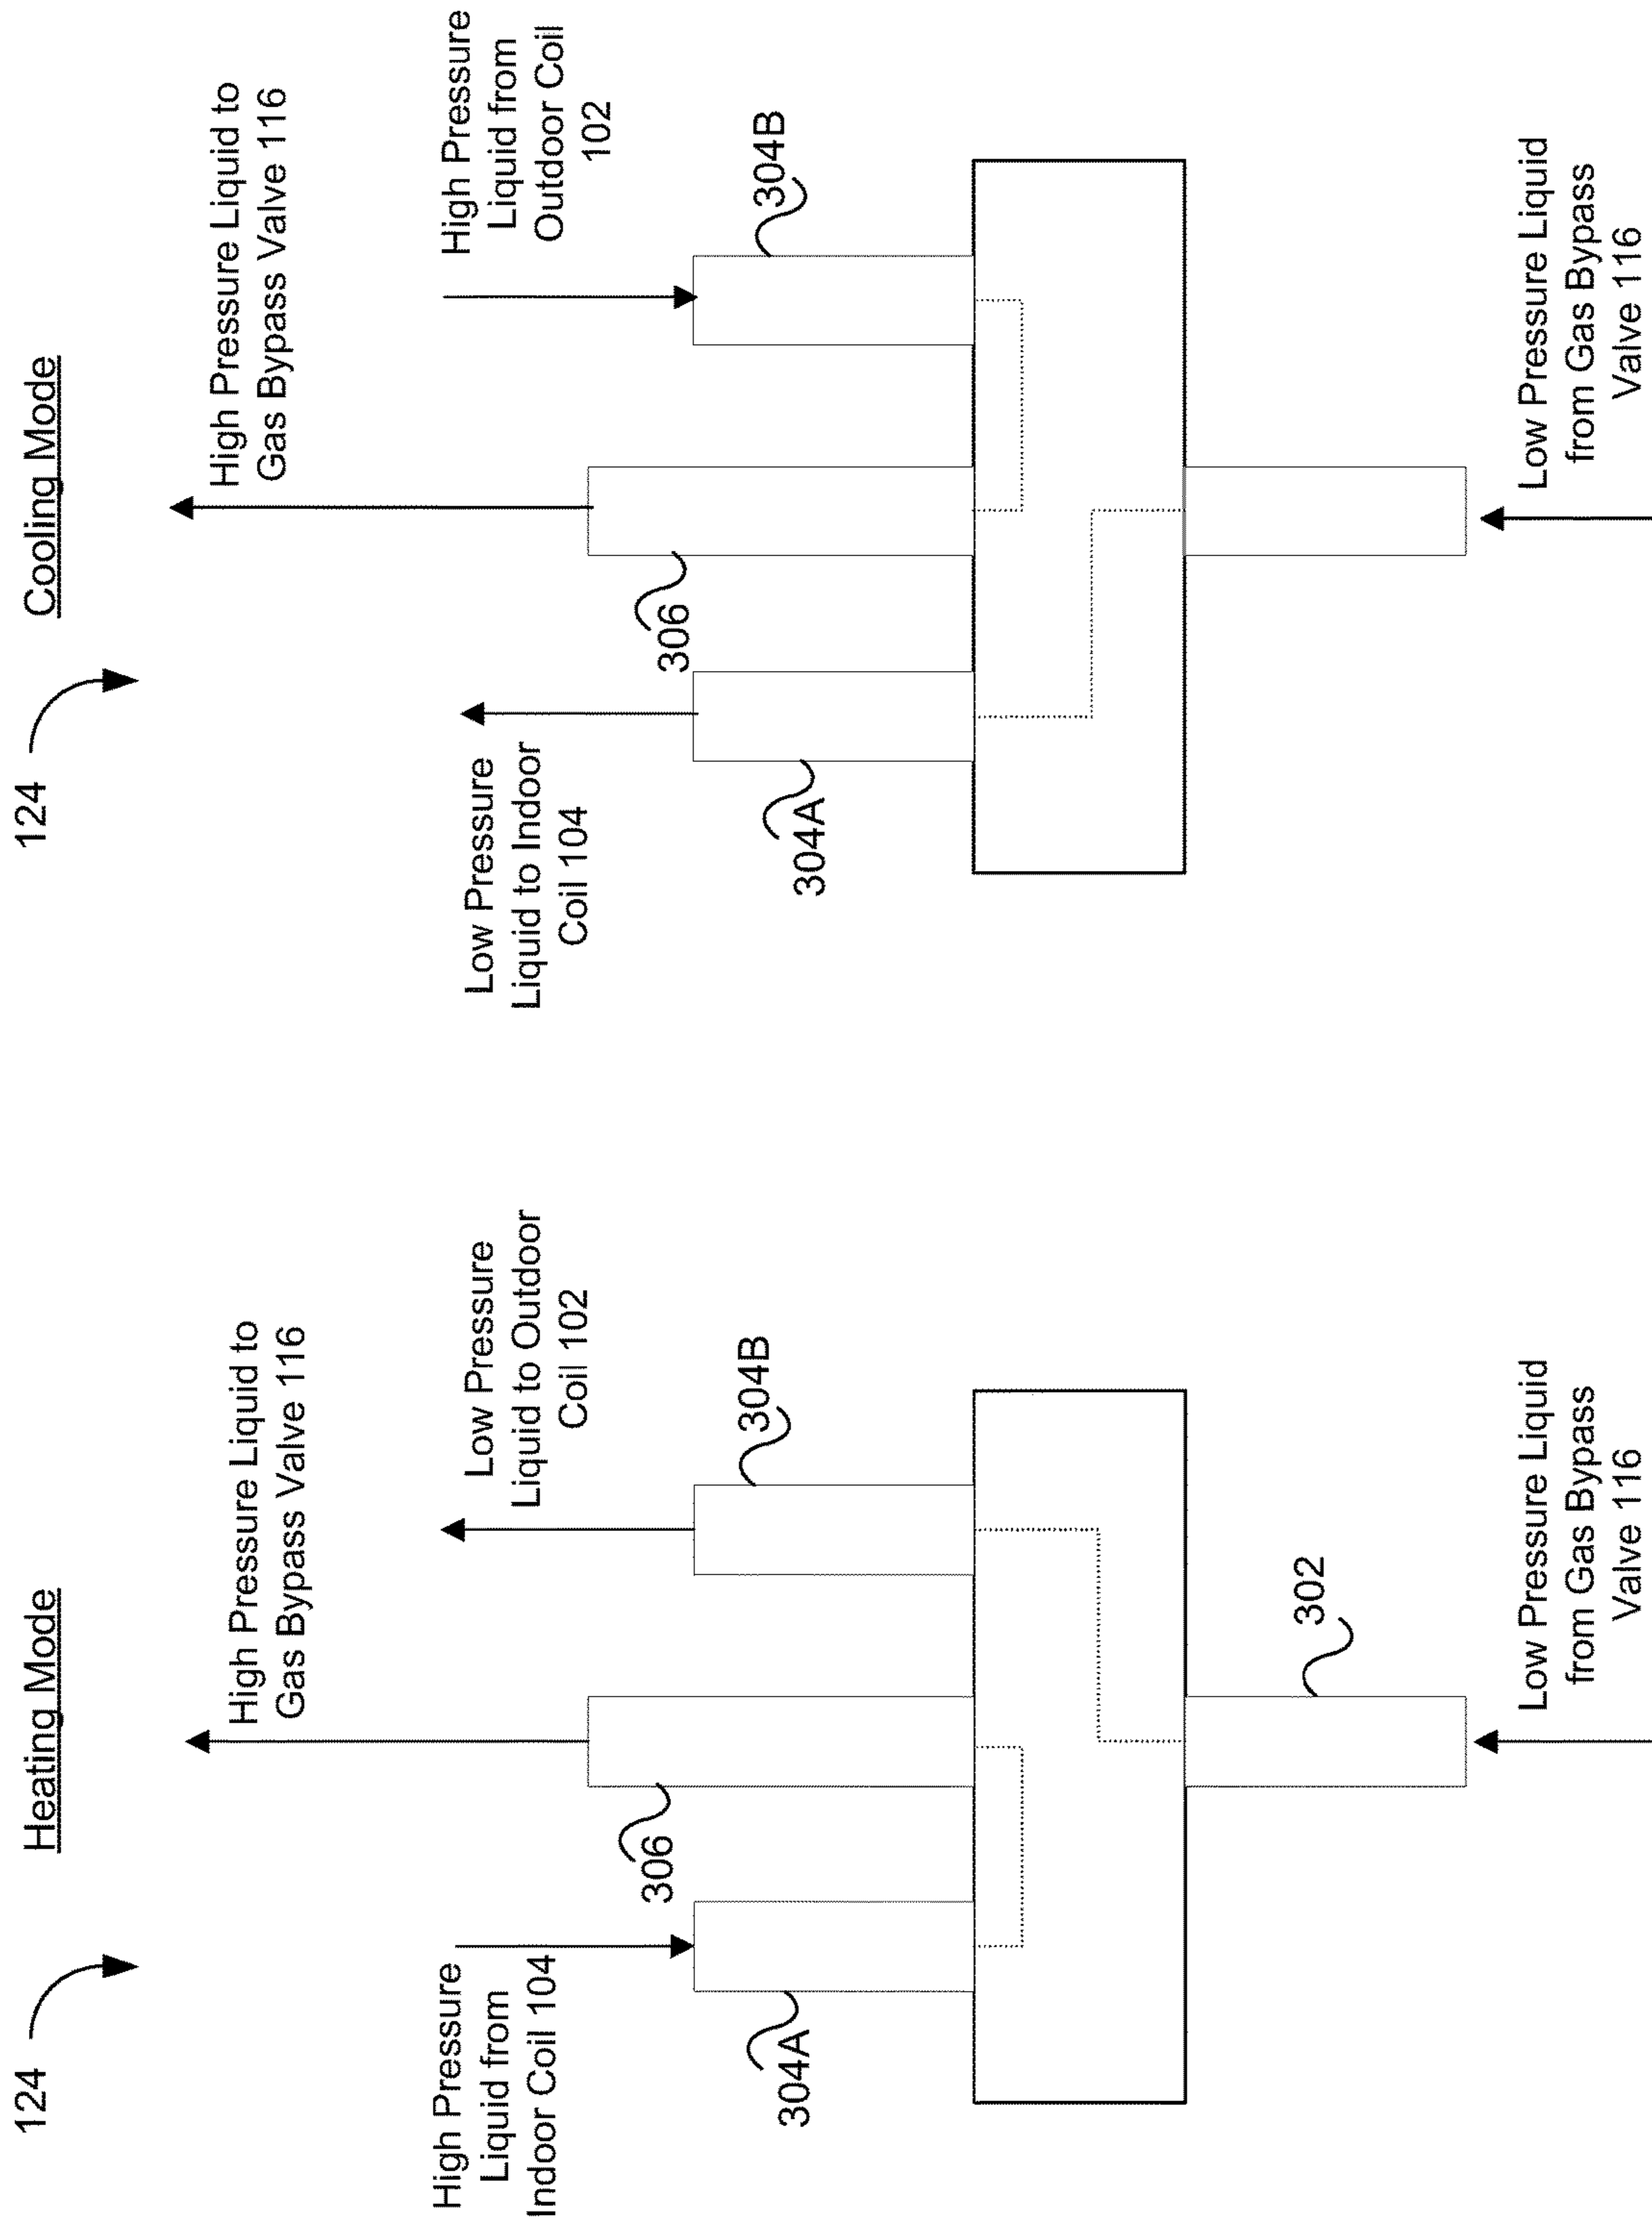 124
Heating Mode
High Pressure Liquid to
Gas Bypass Valve 116
High Pressure
Liquid from
Indoor Coil 104
Low Pressure
Liquid to Outdoor
Coil 102
304A
306
304B
302
Low Pressure Liquid
from Gas Bypass
Valve 116
124
Cooling Mode
High Pressure Liquid to
Gas Bypass Valve 116
Low Pressure
Liquid to Indoor
Coil 104
High Pressure
Liquid from
Outdoor Coil
102
304A
306
304B
Low Pressure Liquid
from Gas Bypass
Valve 116